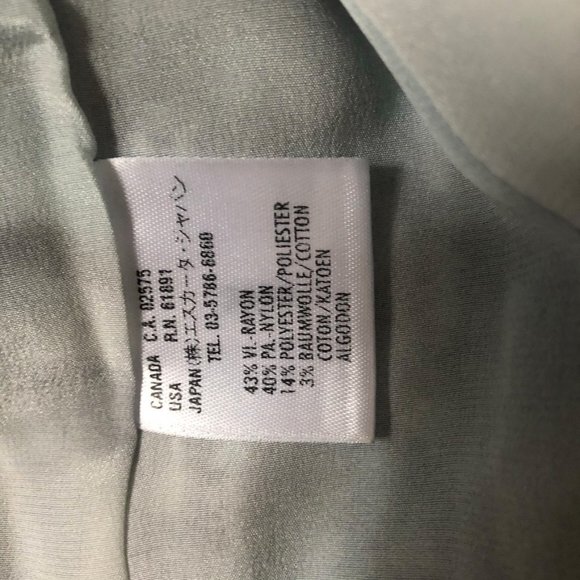 CANADA C.A. 02575
USA R.N. 61891
JAPAN(株)エスカーダ・ジャパン
TEL. 03-5786-6860
43% VI.-RAYON
40% PA.-NYLON
14% POLYESTER/POLIESTER
3% BAUMWOLLE/COTTON
COTON/KATOEN
ALGODON